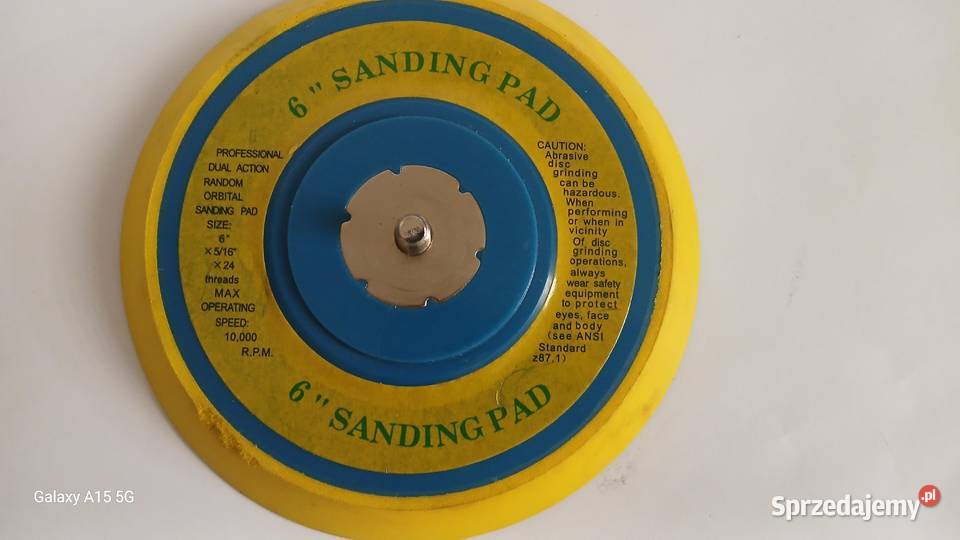 6" SANDING PAD
PROFESSIONAL
DUAL ACTION
RANDOM
ORBITAL
SANDING PAD
SIZE:
6"
×5/16"
×24
threads
MAX
OPERATING
SPEED:
10,000
R.P.M.
CAUTION:
Abrasive
disc
grinding
can be
hazardous.
When
performing
or when in
vicinity
Of disc
grinding
operations,
always
wear safety
equipment
to protect
eyes, face
and body
(see ANSI
Standard
z87.1)
6" SANDING PAD
Galaxy A15 5G
Sprzedajemy.pl